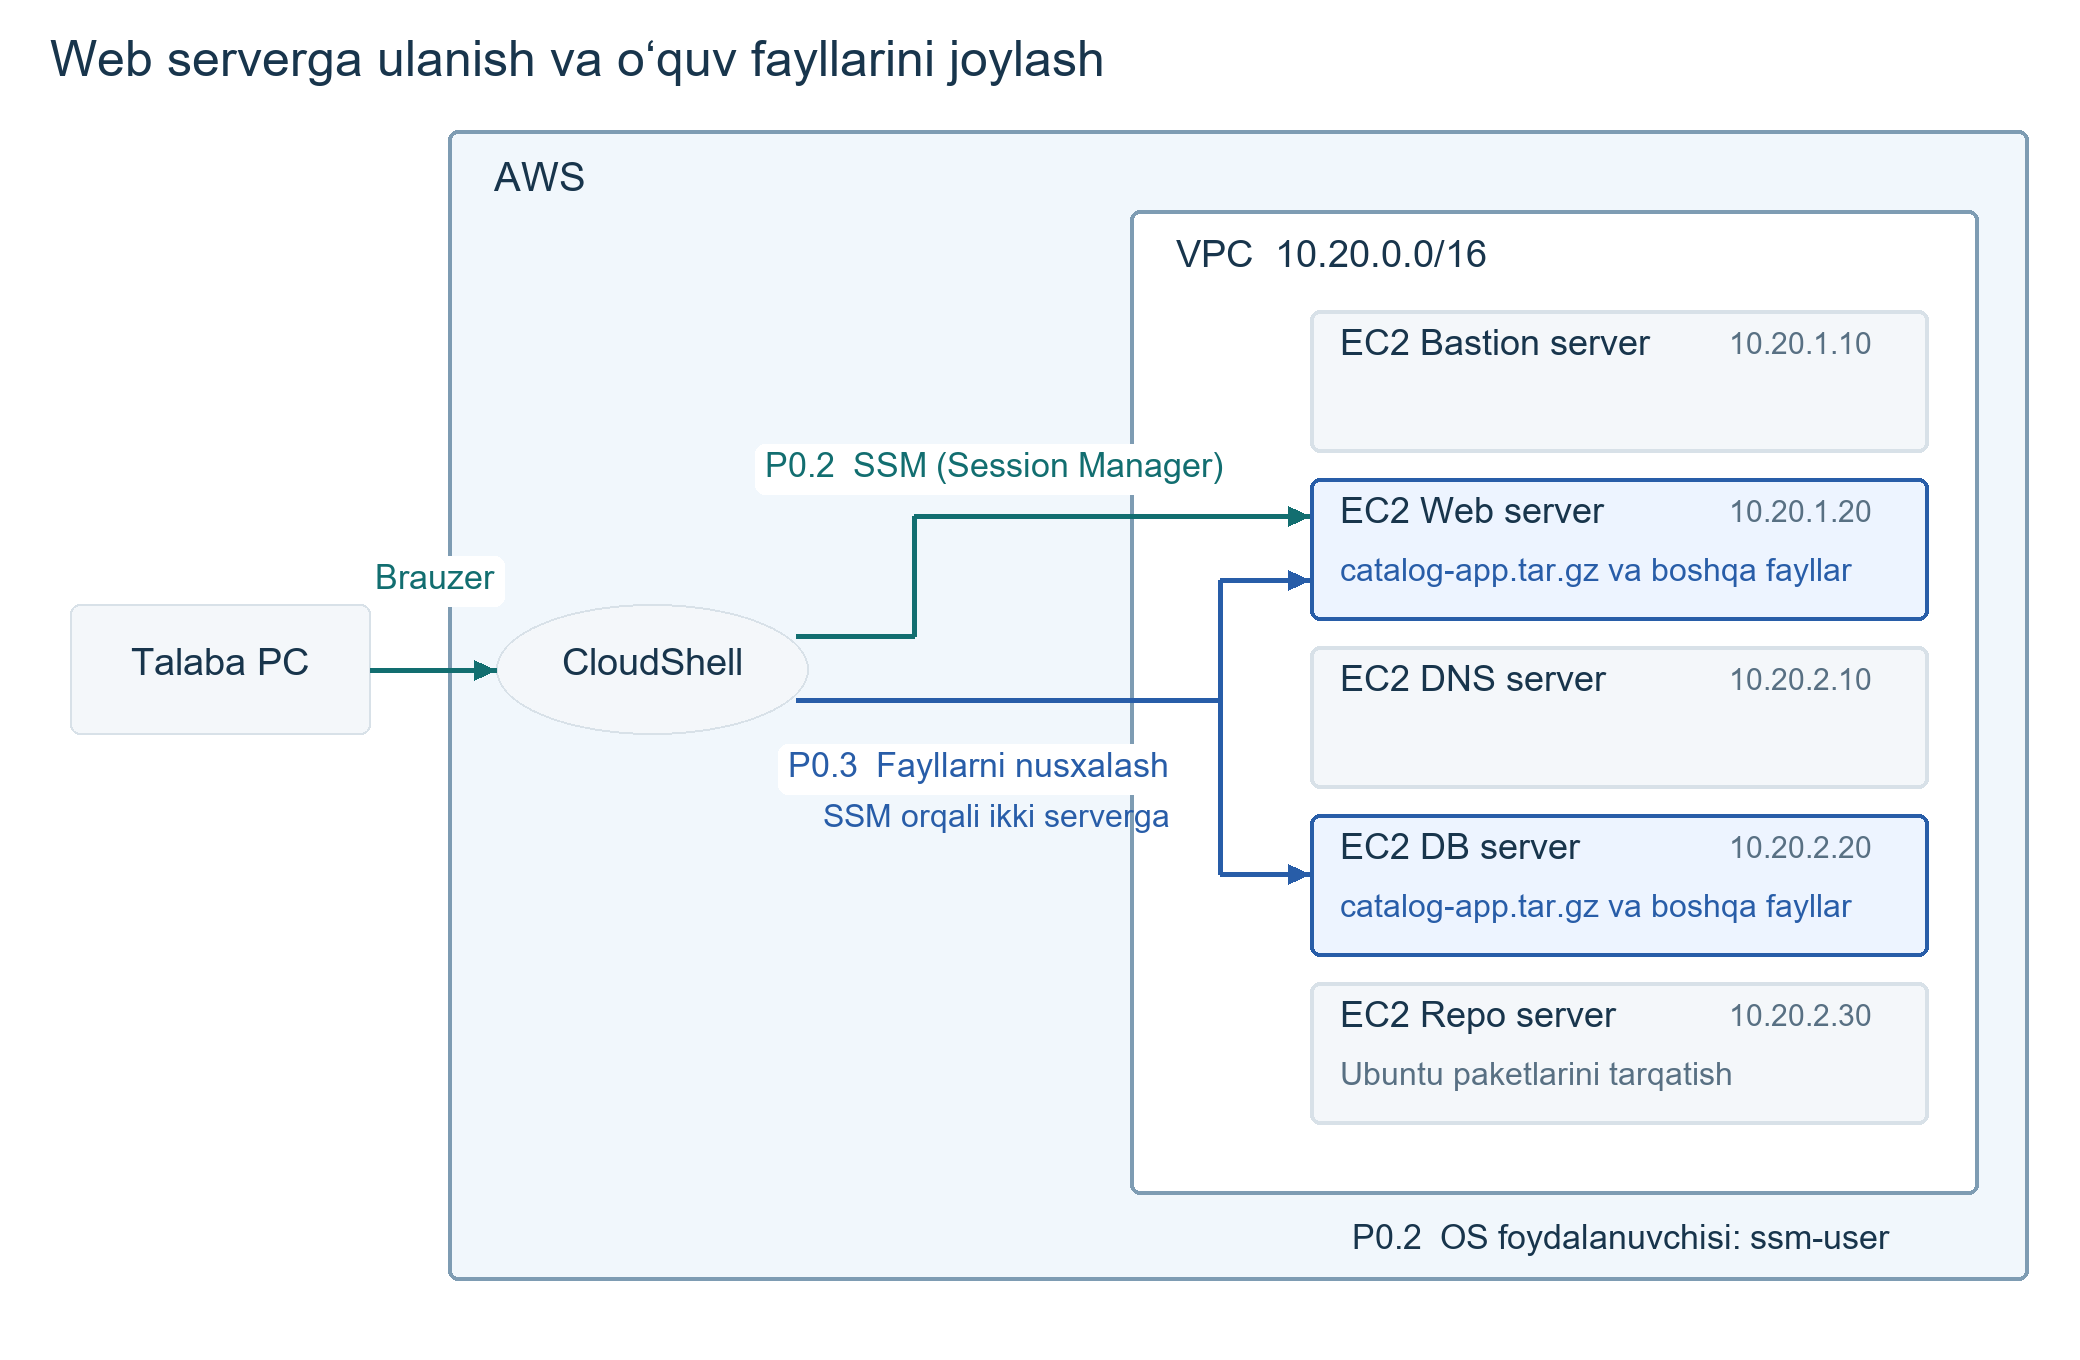 Web serverga ulanish va o‘quv fayllarini joylash
AWS
VPC  10.20.0.0/16
EC2 Bastion server 10.20.1.10
P0.2  SSM (Session Manager)
EC2 Web server 10.20.1.20
catalog-app.tar.gz va boshqa fayllar
Brauzer
Talaba PC
CloudShell
EC2 DNS server 10.20.2.10
P0.3  Fayllarni nusxalash
SSM orqali ikki serverga
EC2 DB server 10.20.2.20
catalog-app.tar.gz va boshqa fayllar
EC2 Repo server 10.20.2.30
Ubuntu paketlarini tarqatish
P0.2  OS foydalanuvchisi: ssm-user